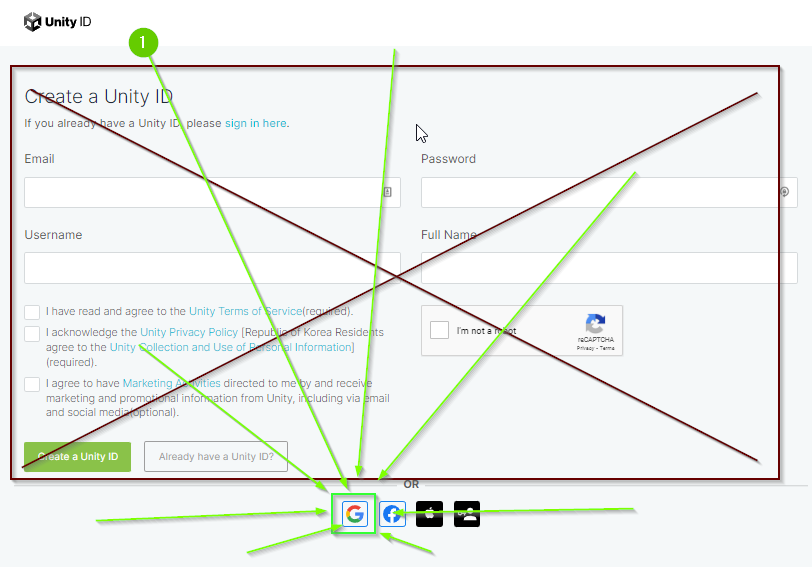 Unity ID
1
Create a Unity ID
If you already have a Unity ID, please sign in here.
Email
Password
Username
Full Name
I have read and agree to the Unity Terms of Service(required).
I acknowledge the Unity Privacy Policy [Republic of Korea Residents
agree to the Unity Collection and Use of Personal Information]
(required).
I'm not a robot
reCAPTCHA
Privacy - Terms
I agree to have Marketing Activities directed to me by and receive
marketing and promotional information from Unity, including via email
and social media(optional).
Create a Unity ID
Already have a Unity ID?
OR